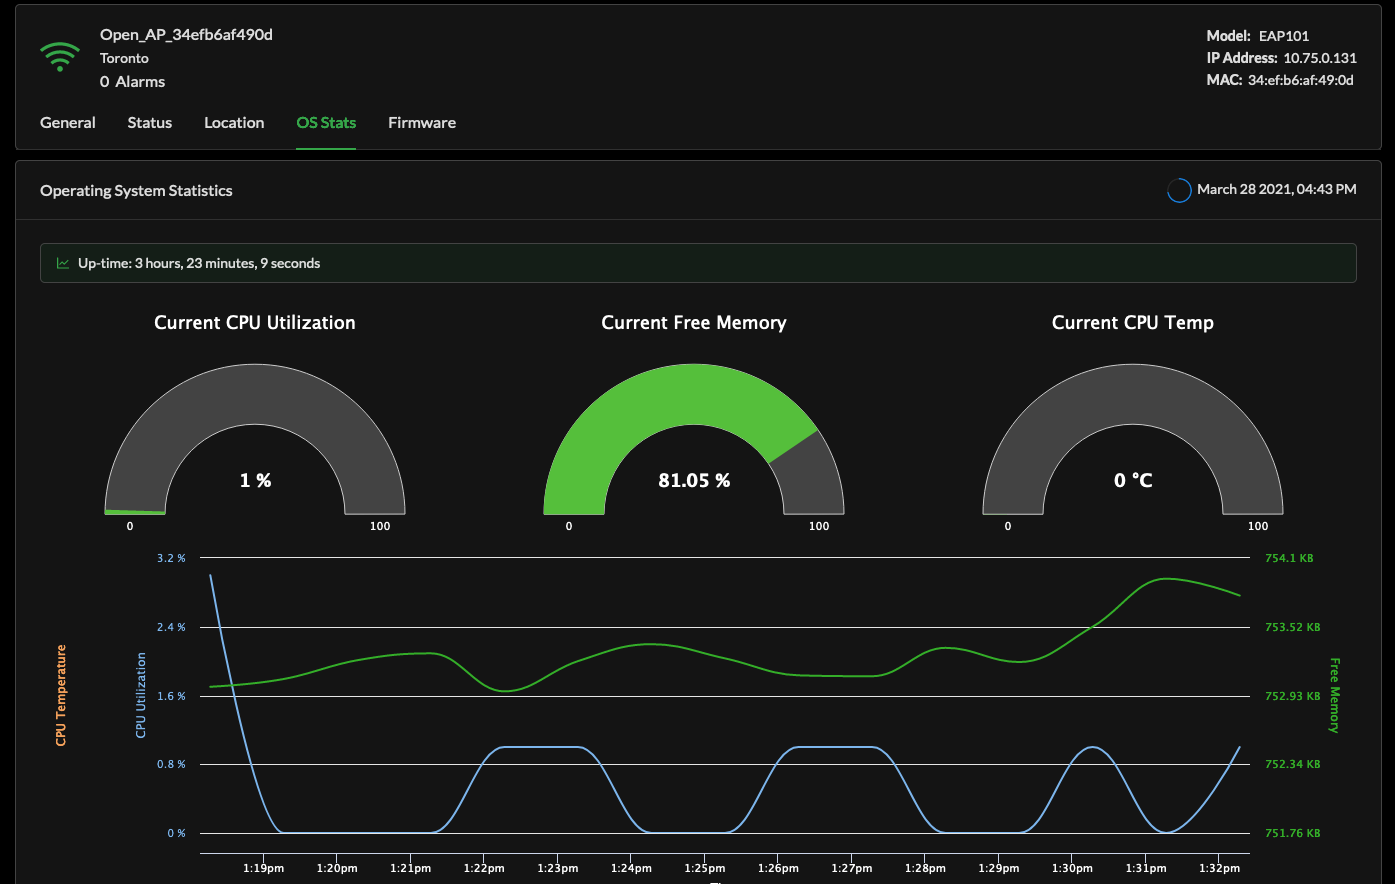 Open_AP_34efb6af490d
Toronto
0 Alarms
Model: EAP101
IP Address: 10.75.0.131
MAC: 34:ef:b6:af:49:0d
General Status Location OS Stats Firmware
Operating System Statistics
March 28 2021, 04:43 PM
Up-time: 3 hours, 23 minutes, 9 seconds
Current CPU Utilization
1 %
0 100
Current Free Memory
81.05 %
0 100
Current CPU Temp
0 °C
0 100
CPU Temperature
CPU Utilization
3.2 %
2.4 %
1.6 %
0.8 %
0 %
754.1 KB
753.52 KB
752.93 KB
752.34 KB
751.76 KB
Free Memory
1:19pm 1:20pm 1:21pm 1:22pm 1:23pm 1:24pm 1:25pm 1:26pm 1:27pm 1:28pm 1:29pm 1:30pm 1:31pm 1:32pm